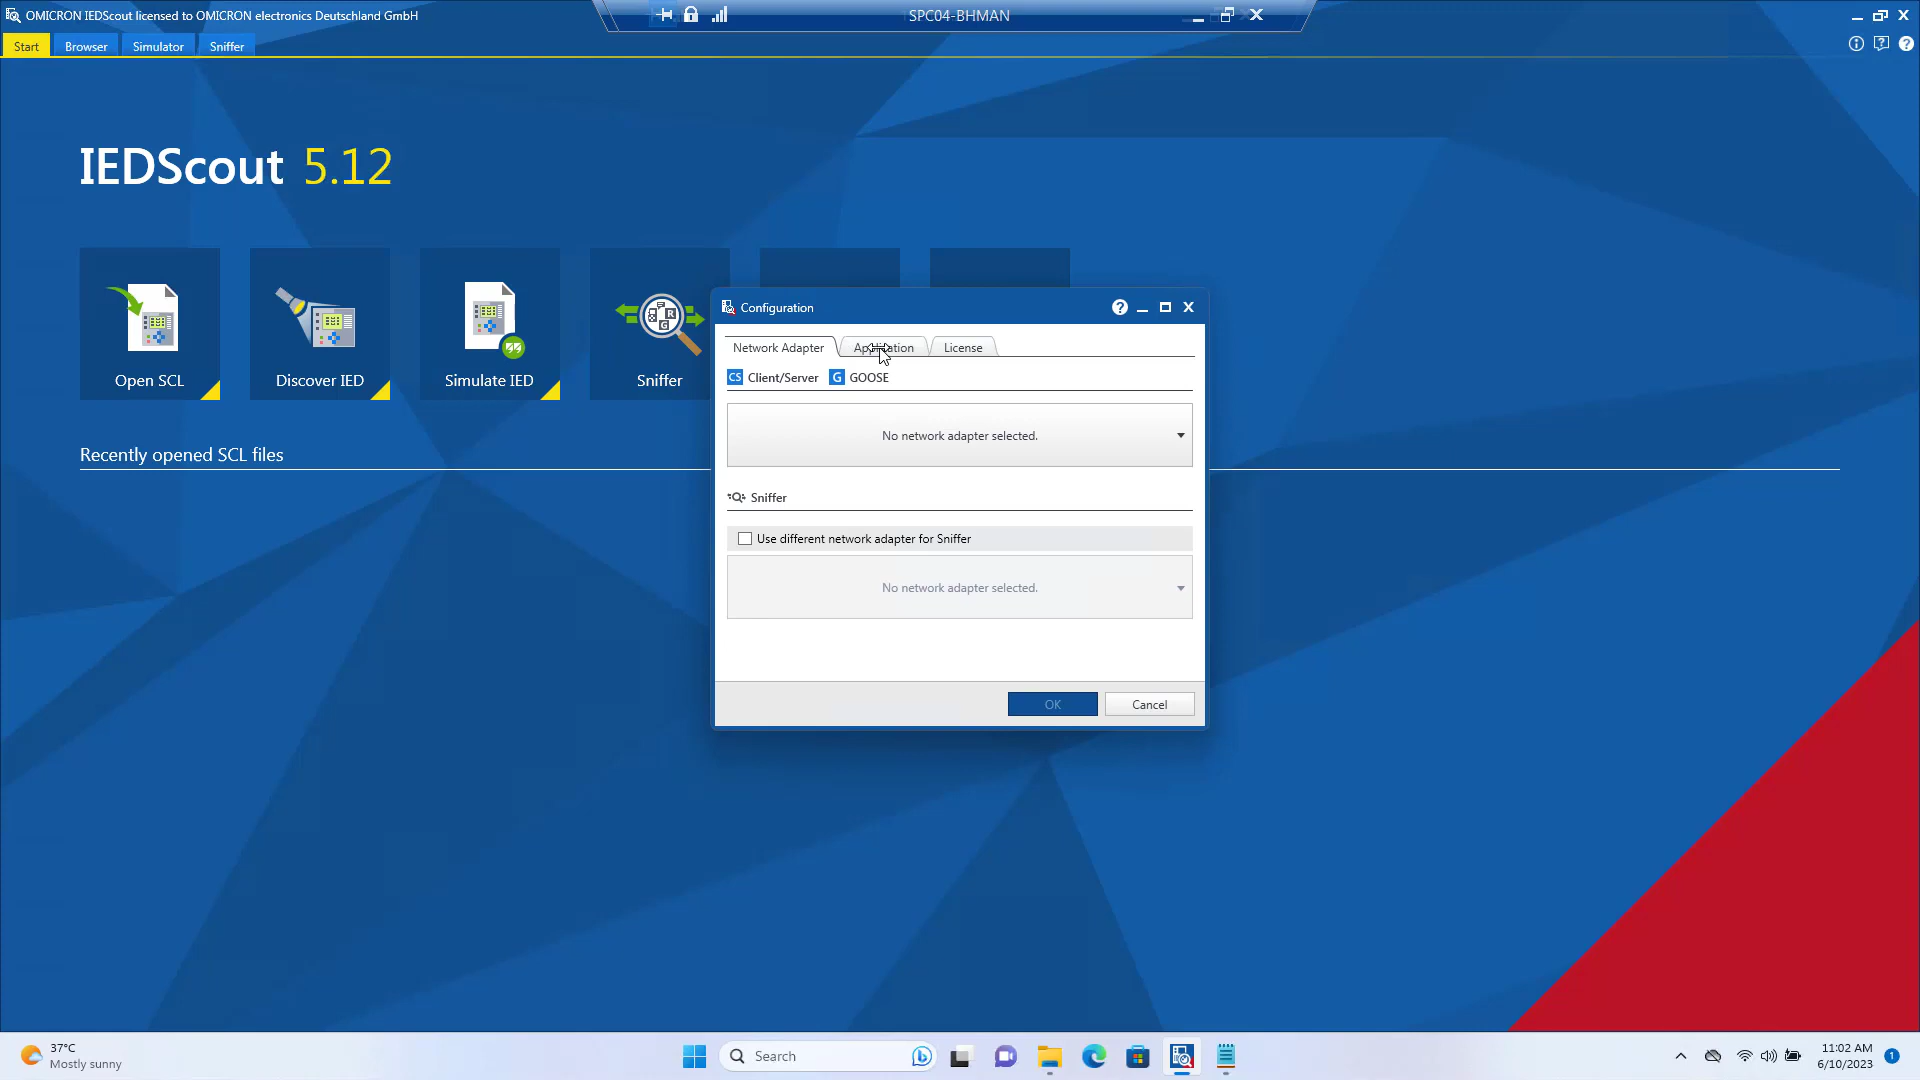 OMICRON IEDScout licensed to OMICRON electronics Deutschland GmbH
SPC04-BHMAN
Start
Browser
Simulator
Sniffer
IEDScout 5.12
Open SCL
Discover IED
Simulate IED
Sniffer
Recently opened SCL files
Configuration
Network Adapter
Application
License
CS Client/Server
G GOOSE
No network adapter selected.
Sniffer
Use different network adapter for Sniffer
No network adapter selected.
OK
Cancel
37°C
Mostly sunny
Search
11:02 AM
6/10/2023
1